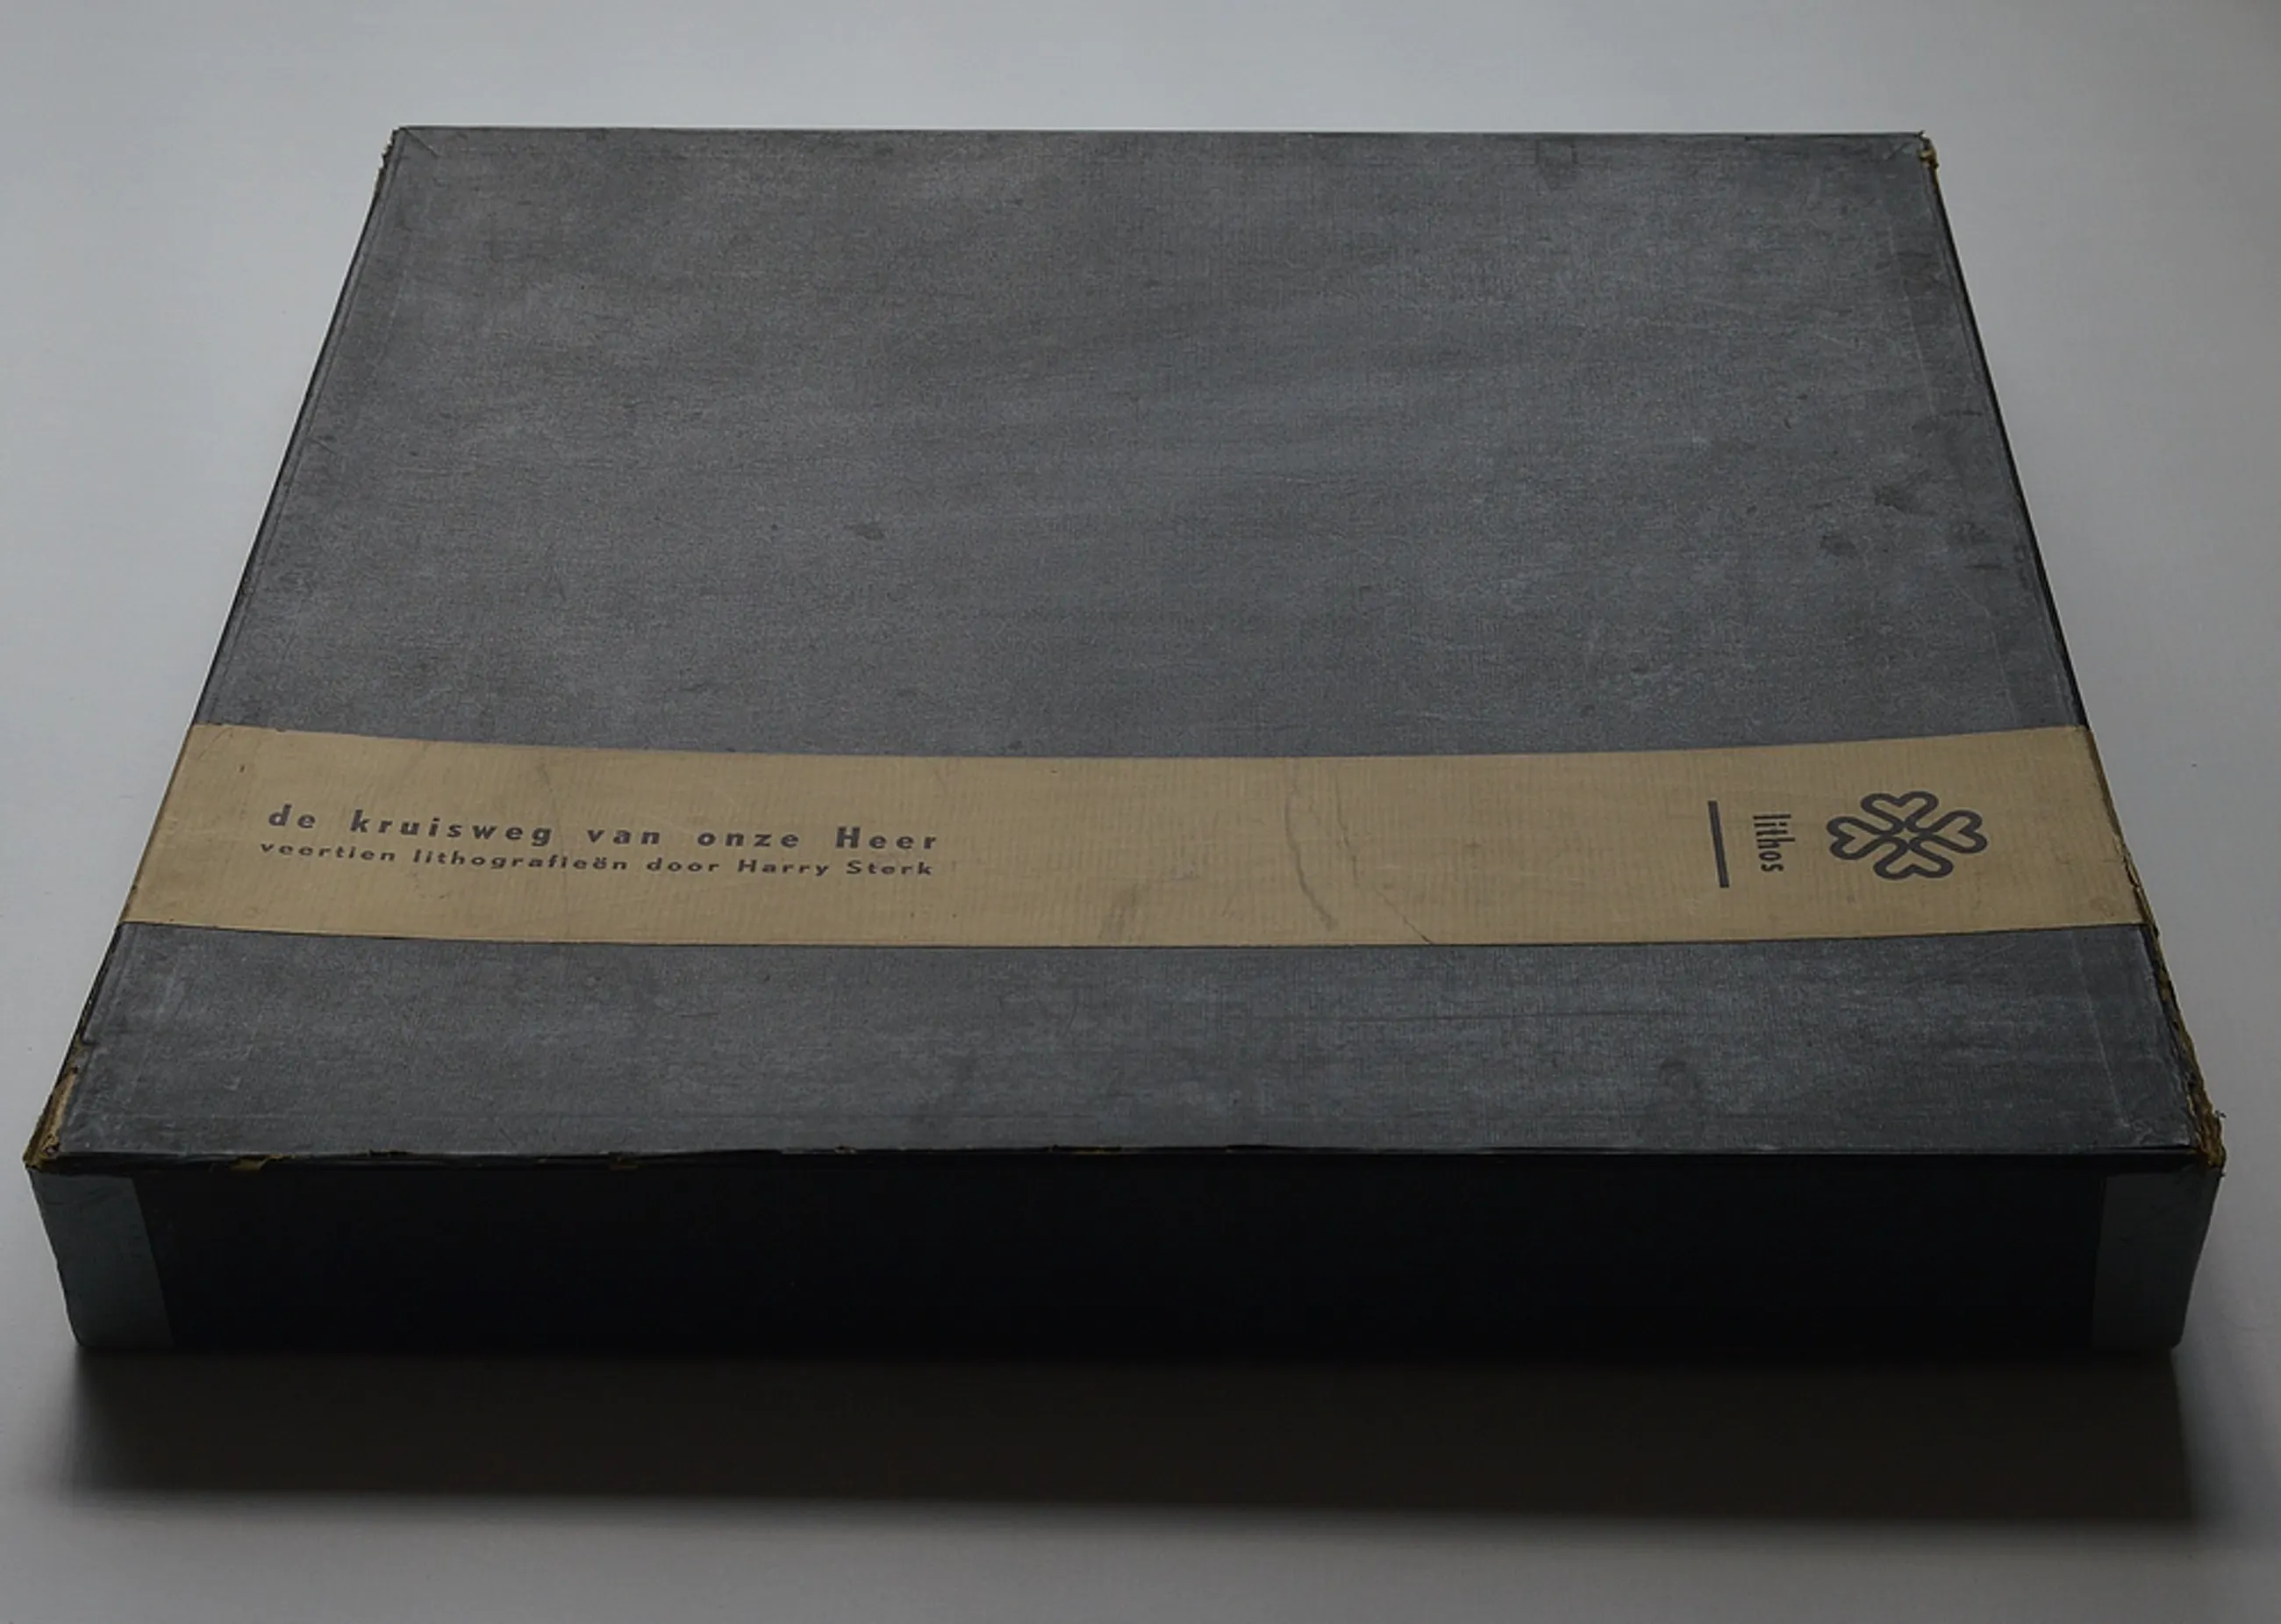 de kruisweg van onze Heer
veertien lithografieën door Harry Sterk
lithos